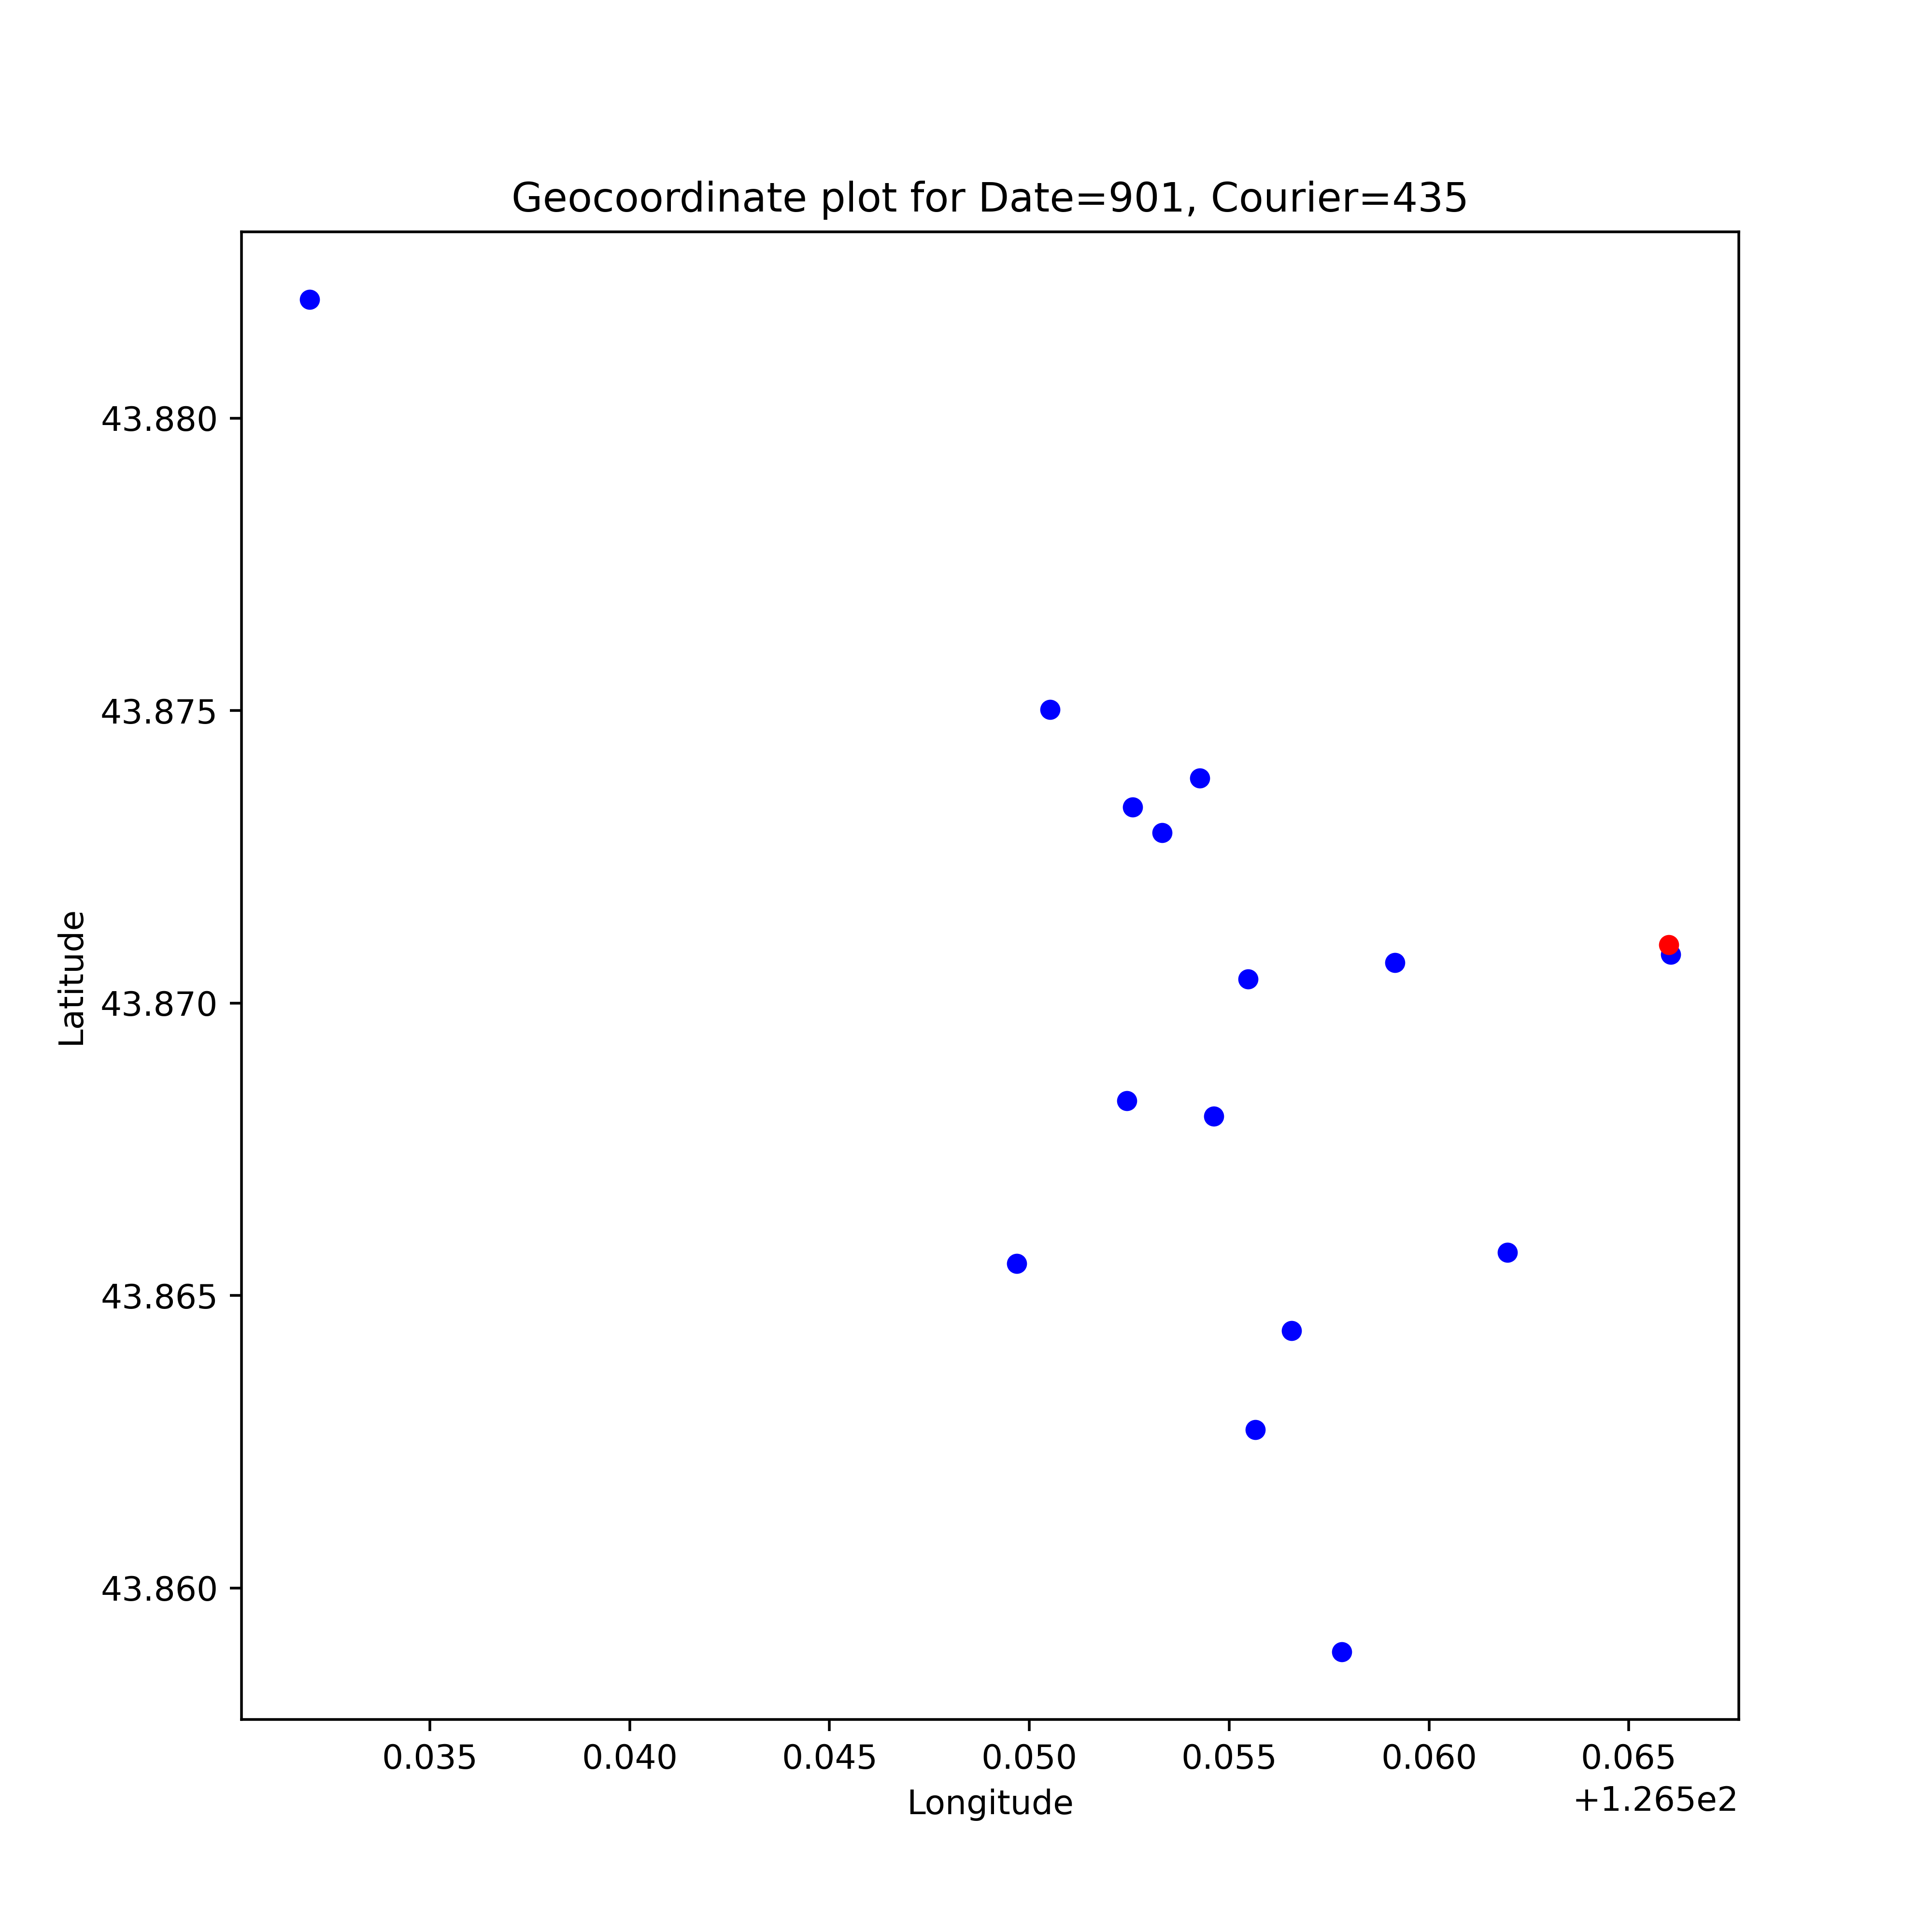 Geocoordinate plot for Date=901, Courier=435
43.880
43.875
43.870
43.865
43.860
Latitude
0.035 0.040 0.045 0.050 0.055 0.060 0.065
+1.265e2
Longitude